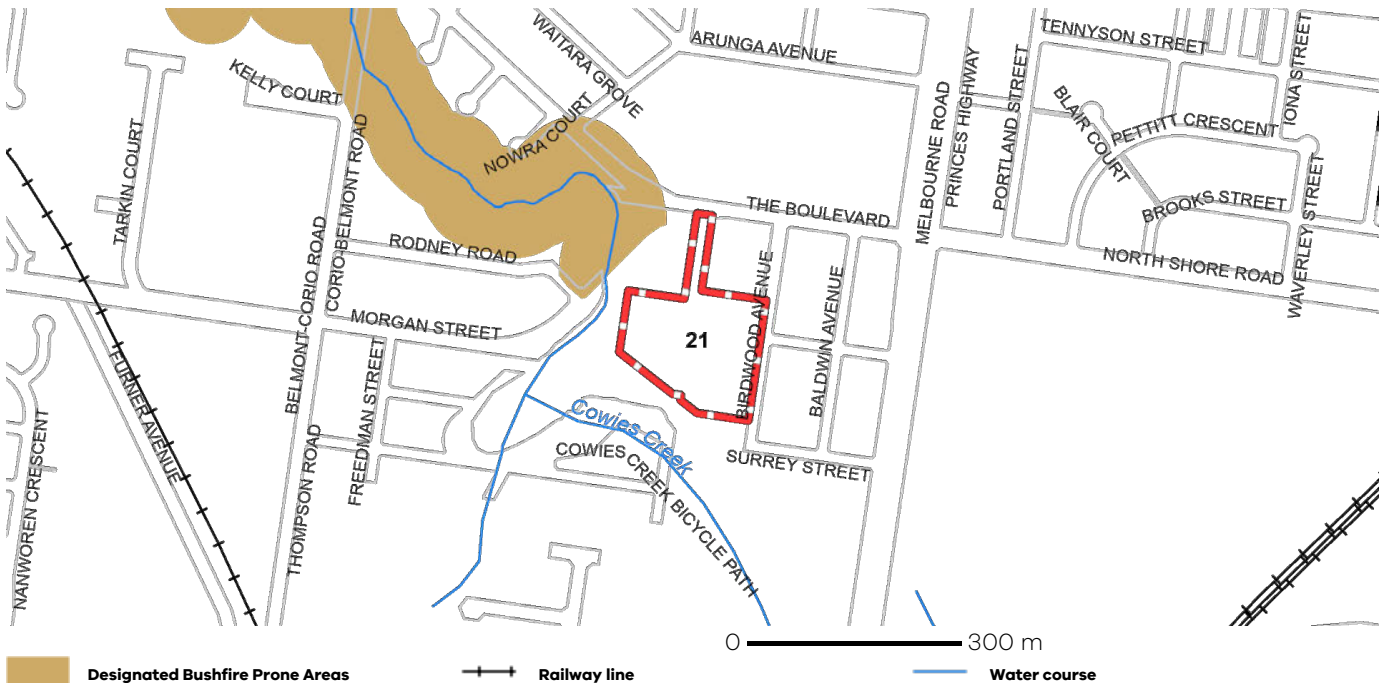 WAITARA GROVE
ARUNGA AVENUE
TENNYSON STREET
IONA STREET
KELLY COURT
MELBOURNE ROAD
PRINCES HIGHWAY
PORTLAND STREET
BLAIR COURT
PETTITT CRESCENT
TARKIN COURT
CORIO-BELMONT ROAD
NOWRA COURT
THE BOULEVARD
BROOKS STREET
WAVERLEY STREET
RODNEY ROAD
NORTH SHORE ROAD
BELMONT-CORIO ROAD
MORGAN STREET
21
BIRDWOOD AVENUE
BALDWIN AVENUE
FURNER AVENUE
FREEDMAN STREET
Cowies Creek
NANWOREN CRESCENT
THOMPSON ROAD
COWIES CREEK BICYCLE PATH
SURREY STREET
0 300 m
Designated Bushfire Prone Areas
Railway line
Water course